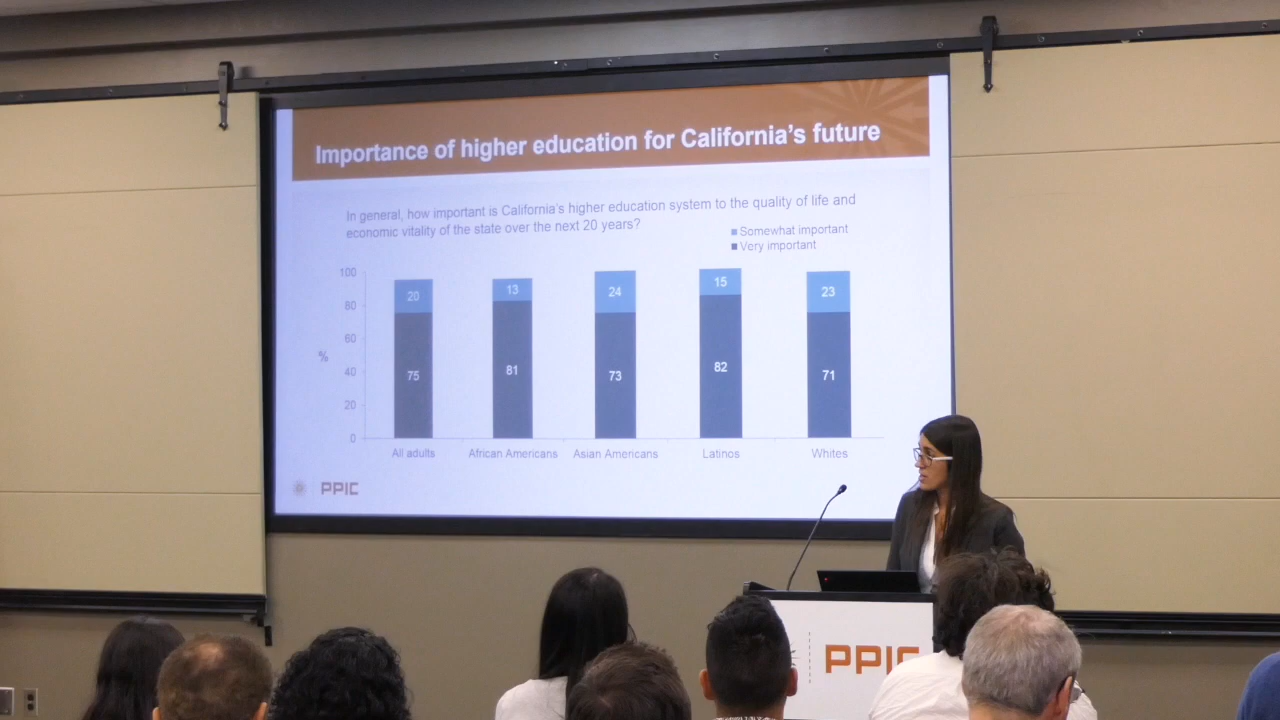 Importance of higher education for California's future
In general, how important is California's higher education system to the quality of life and
economic vitality of the state over the next 20 years?
Somewhat important
Very important
100
80
60
40
20
0
%
20
13
24
15
23
75
81
73
82
71
All adults
African Americans
Asian Americans
Latinos
Whites
PPIC
PPIC